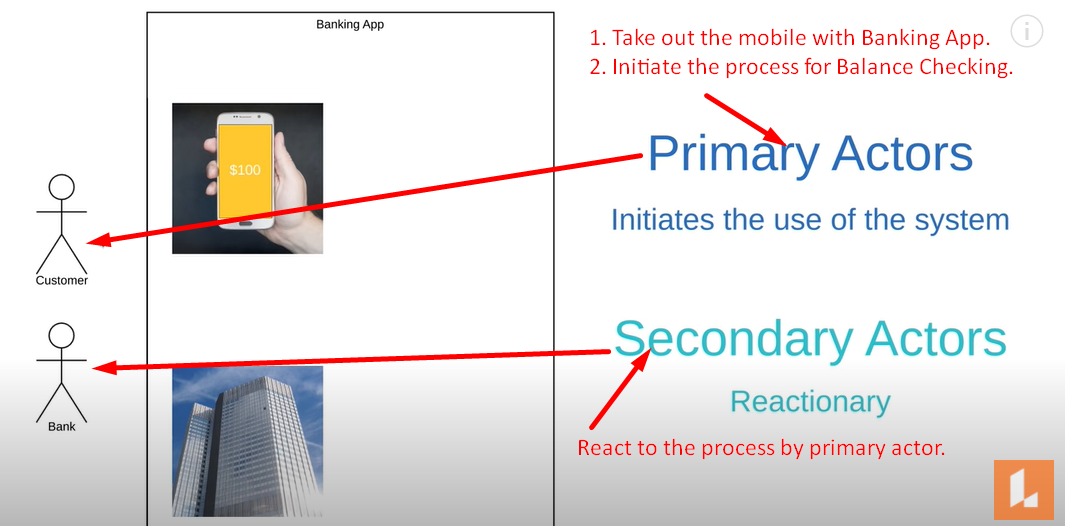 Banking App
1. Take out the mobile with Banking App.
2. Initiate the process for Balance Checking.
$100
Primary Actors
Initiates the use of the system
Customer
Secondary Actors
Reactionary
Bank
React to the process by primary actor.